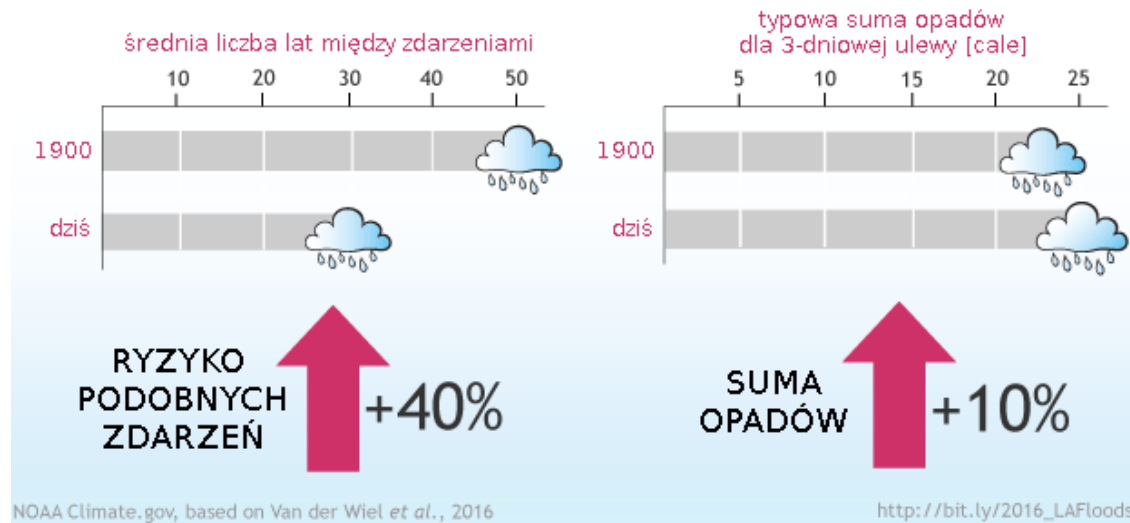 średnia liczba lat między zdarzeniami
10 20 30 40 50
1900
dziś
RYZYKO
PODOBNYCH
ZDARZEŃ
+40%
typowa suma opadów
dla 3-dniowej ulewy [cale]
5 10 15 20 25
1900
dziś
SUMA
OPADÓW
+10%
NOAA Climate.gov, based on Van der Wiel et al., 2016
http://bit.ly/2016_LAFloods